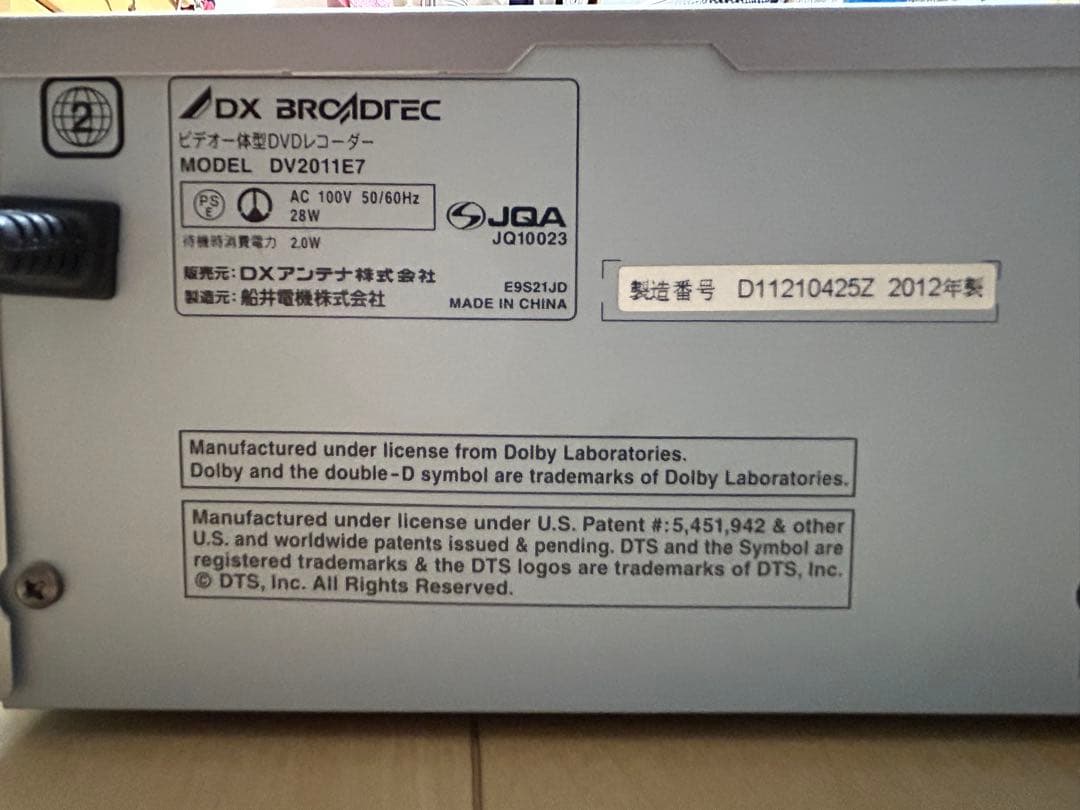 2
DX BROADTEC
ビデオ一体型DVDレコーダー
MODEL DV2011E7
PS E
AC 100V 50/60Hz
28W
待機時消費電力 2.0W
JQA
JQ10023
販売元:DXアンテナ株式会社
製造元:船井電機株式会社
E9S21JD
MADE IN CHINA
製造番号 D11210425Z 2012年製
Manufactured under license from Dolby Laboratories.
Dolby and the double-D symbol are trademarks of Dolby Laboratories.
Manufactured under license under U.S. Patent #:5,451,942 & other
U.S. and worldwide patents issued & pending. DTS and the Symbol are
registered trademarks & the DTS logos are trademarks of DTS, Inc.
© DTS, Inc. All Rights Reserved.